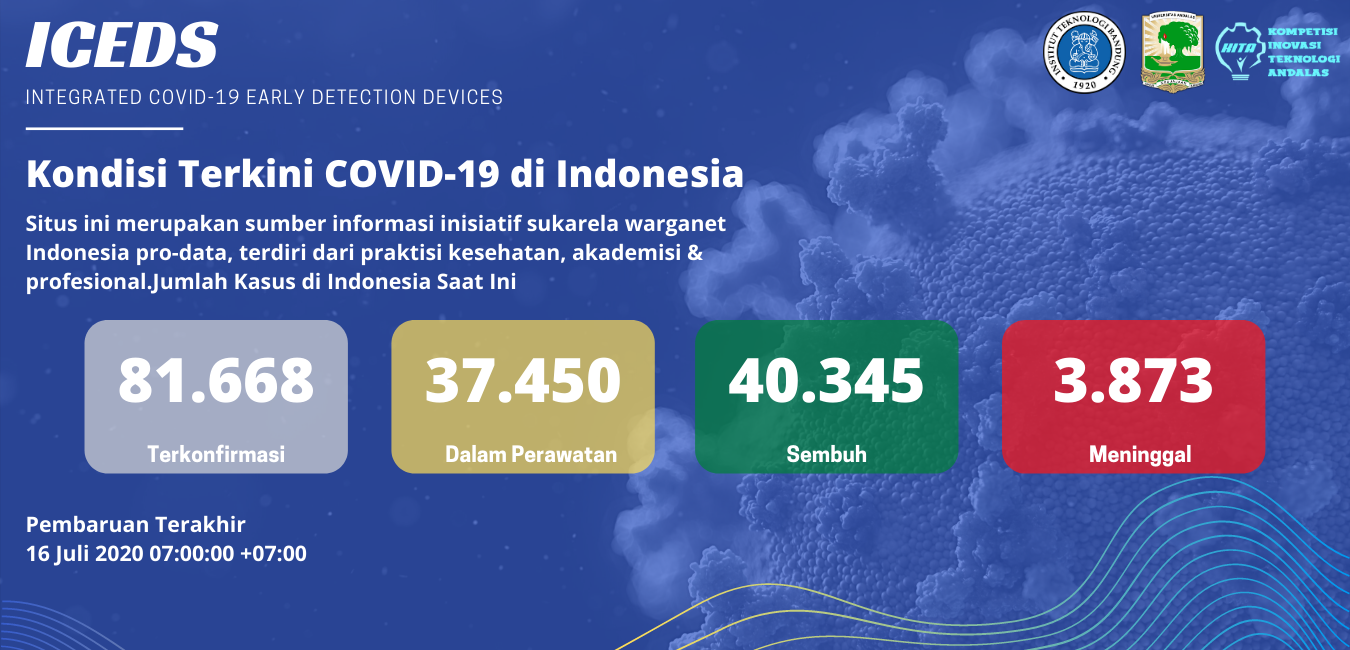 ICEDS
INTEGRATED COVID-19 EARLY DETECTION DEVICES
INSTITUT TEKNOLOGI BANDUNG
1920
UNIVERSITAS ANDALAS
HITA
KOMPETISI
INOVASI
TEKNOLOGI
ANDALAS
Kondisi Terkini COVID-19 di Indonesia
Situs ini merupakan sumber informasi inisiatif sukarela warganet
Indonesia pro-data, terdiri dari praktisi kesehatan, akademisi &
profesional.Jumlah Kasus di Indonesia Saat Ini
81.668
Terkonfirmasi
37.450
Dalam Perawatan
40.345
Sembuh
3.873
Meninggal
Pembaruan Terakhir
16 Juli 2020 07:00:00 +07:00